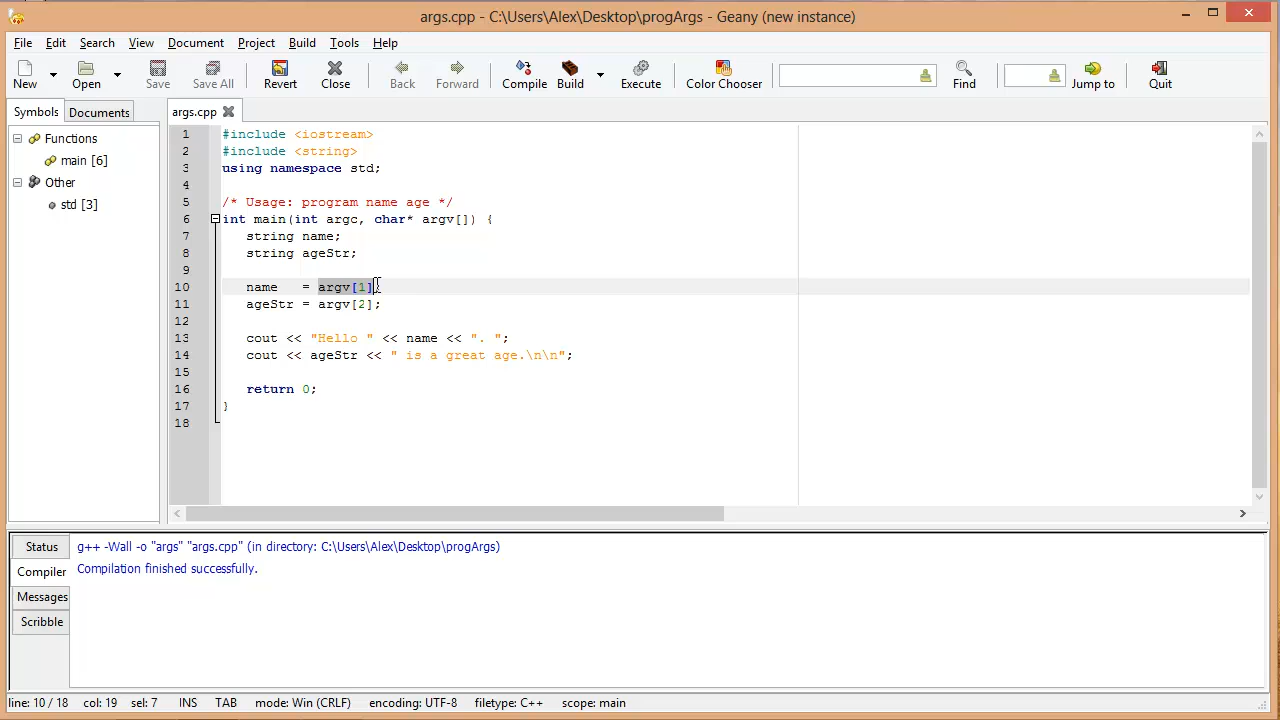 args.cpp - C:\Users\Alex\Desktop\progArgs - Geany (new instance)
File Edit Search View Document Project Build Tools Help
New Open Save Save All Revert Close Back Forward Compile Build Execute Color Chooser Find Jump to Quit
Symbols Documents args.cpp
Functions
main [6]
Other
std [3]
1 #include <iostream>
2 #include <string>
3 using namespace std;
4
5 /* Usage: program name age */
6 int main(int argc, char* argv[]) {
7 string name;
8 string ageStr;
9
10 name = argv[1];
11 ageStr = argv[2];
12
13 cout << "Hello " << name << ". ";
14 cout << ageStr << " is a great age.\n\n";
15
16 return 0;
17 }
18
Status
Compiler
Messages
Scribble
g++ -Wall -o "args" "args.cpp" (in directory: C:\Users\Alex\Desktop\progArgs)
Compilation finished successfully.
line: 10 / 18 col: 19 sel: 7 INS TAB mode: Win (CRLF) encoding: UTF-8 filetype: C++ scope: main